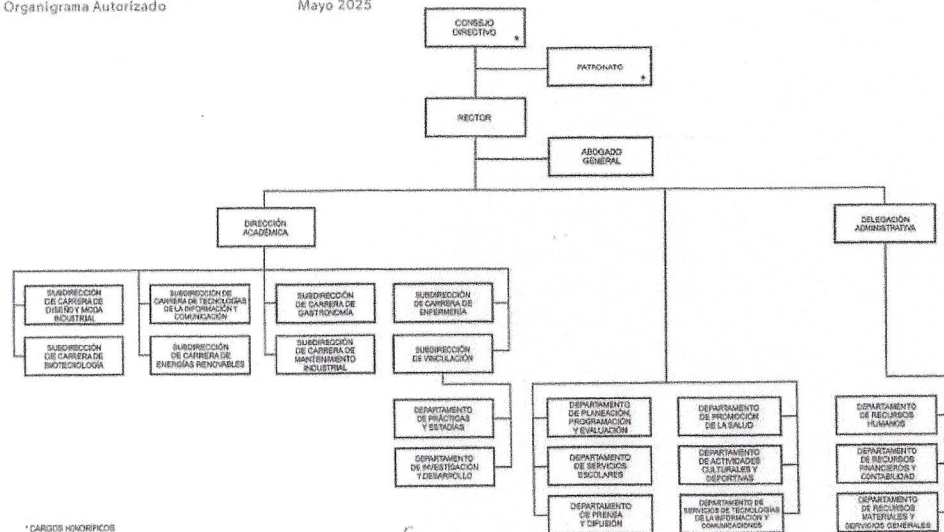 Organigrama Autorizado
Mayo 2025
CONSEJO
DIRECTIVO *
PATRONATO
*
RECTOR
ABOGADO
GENERAL
DIRECCIÓN
ACADÉMICA
DELEGACIÓN
ADMINISTRATIVA
SUBDIRECCIÓN
DE CARRERA DE
DISEÑO Y MODA
INDUSTRIAL
SUBDIRECCIÓN DE
CARRERA DE TECNOLOGÍAS
DE LA INFORMACIÓN Y
COMUNICACIÓN
SUBDIRECCIÓN
DE CARRERA DE
GASTRONOMÍA
SUBDIRECCIÓN
DE CARRERA DE
ENFERMERÍA
SUBDIRECCIÓN
DE CARRERA DE
BIOTECNOLOGÍA
SUBDIRECCIÓN
DE CARRERA DE
ENERGÍAS RENOVABLES
SUBDIRECCIÓN
DE CARRERA DE
MANTENIMIENTO
INDUSTRIAL
SUBDIRECCIÓN
DE VINCULACIÓN
DEPARTAMENTO
DE PRÁCTICAS
Y ESTADÍAS
DEPARTAMENTO
DE INVESTIGACIÓN
Y DESARROLLO
DEPARTAMENTO
DE PLANEACIÓN,
PROGRAMACIÓN
Y EVALUACIÓN
DEPARTAMENTO
DE PROMOCIÓN
DE LA SALUD
DEPARTAMENTO
DE RECURSOS
HUMANOS
DEPARTAMENTO
DE SERVICIOS
ESCOLARES
DEPARTAMENTO
DE ACTIVIDADES
CULTURALES Y
DEPORTIVAS
DEPARTAMENTO
DE RECURSOS
FINANCIEROS Y
CONTABILIDAD
DEPARTAMENTO
DE PRENSA
Y DIFUSIÓN
DEPARTAMENTO DE
SERVICIOS DE TECNOLOGÍAS
DE LA INFORMACIÓN Y
COMUNICACIONES
DEPARTAMENTO
DE RECURSOS
MATERIALES Y
SERVICIOS GENERALES
* CARGOS HONORÍFICOS